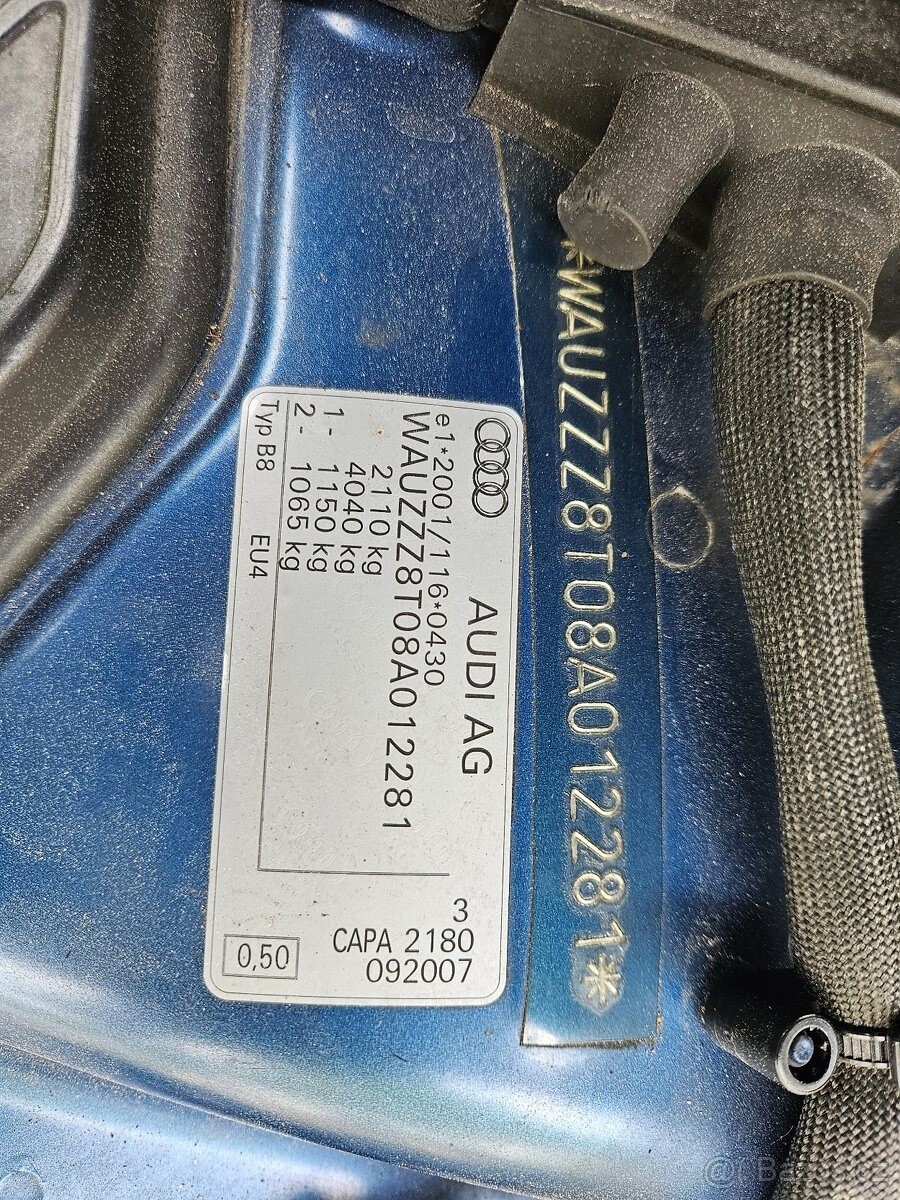 AUDI AG
e1*2001/116*0430
WAUZZZ8T08A012281
2110 kg
4040 kg
1 - 1150 kg
2 - 1065 kg
Typ B8 EU4
3
CAPA 2180
092007
0,50
*WAUZZZ8T08A012281*